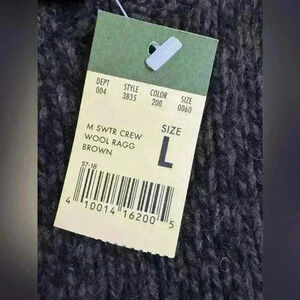 DEPT STYLE COLOR SIZE
004 3835 200 0060
M SWTR CREW
WOOL RAGG
BROWN
SIZE
L
S7-16
4 10014 16200 5